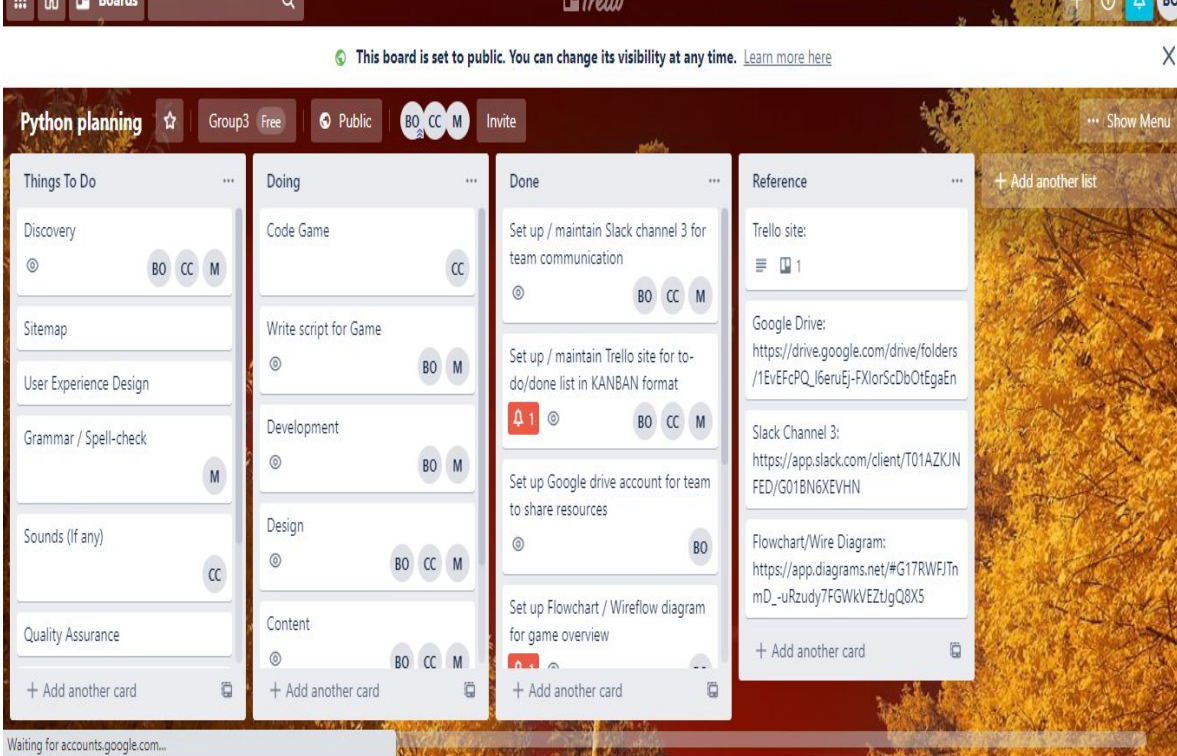 Boards
Trello
BO
This board is set to public. You can change its visibility at any time. Learn more here
X
Python planning
Group3 Free
Public
BO CC M
Invite
··· Show Menu
Things To Do
Discovery
BO CC M
Sitemap
User Experience Design
Grammar / Spell-check
M
Sounds (If any)
CC
Quality Assurance
+ Add another card
Doing
Code Game
CC
Write script for Game
BO M
Development
BO M
Design
BO CC M
Content
BO CC M
+ Add another card
Done
Set up / maintain Slack channel 3 for
team communication
BO CC M
Set up / maintain Trello site for to-
do/done list in KANBAN format
1
BO CC M
Set up Google drive account for team
to share resources
BO
Set up Flowchart / Wireflow diagram
for game overview
+ Add another card
Reference
Trello site:
1
Google Drive:
https://drive.google.com/drive/folders
/1EvEFcPQ_I6eruEj-FXIorScDbOtEgaEn
Slack Channel 3:
https://app.slack.com/client/T01AZKJN
FED/G01BN6XEVHN
Flowchart/Wire Diagram:
https://app.diagrams.net/#G17RWFJTn
mD_-uRzudy7FGWkVEZtJgQ8X5
+ Add another card
+ Add another list
Waiting for accounts.google.com...